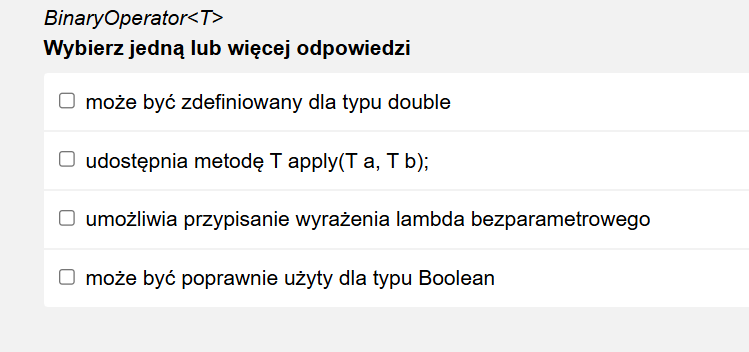 BinaryOperator<T>
Wybierz jedną lub więcej odpowiedzi
może być zdefiniowany dla typu double
udostępnia metodę T apply(T a, T b);
umożliwia przypisanie wyrażenia lambda bezparametrowego
może być poprawnie użyty dla typu Boolean